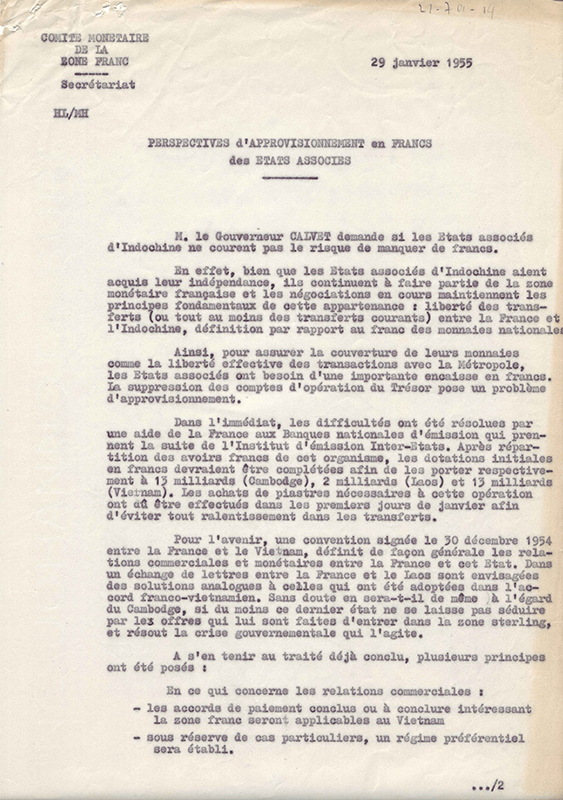 COMITE MONETAIRE
DE LA
ZONE FRANC
Secrétariat
HL/MH
29 janvier 1955
PERSPECTIVES d'APPROVISIONNEMENT en FRANCS
des ETATS ASSOCIES
M. le Gouverneur CALVET demande si les Etats associés
d'Indochine ne courent pas le risque de manquer de francs.
En effet, bien que les Etats associés d'Indochine aient
acquis leur indépendance, ils continuent à faire partie de la zone
monétaire française et les négociations en cours maintiennent les
principes fondamentaux de cette appartenance : liberté des trans-
ferts (ou tout au moins des transferts courants) entre la France et
l'Indochine, définition par rapport au franc des monnaies nationales
Ainsi, pour assurer la couverture de leurs monnaies
comme la liberté effective des transactions avec la Métropole,
les Etats associés ont besoin d'une importante encaisse en francs.
La suppression des comptes d'opération du Trésor pose un problème
d'approvisionnement.
Dans l'immédiat, les difficultés ont été résolues par
une aide de la France aux Banques nationales d'émission qui pren-
nent la suite de l'Institut d'émission Inter-Etats. Après répar-
tition des avoirs francs de cet organisme, les dotations initiales
en francs devraient être complétées afin de les porter respective-
ment à 13 milliards (Cambodge), 2 milliards (Laos) et 13 milliards
(Vietnam). Les achats de piastres nécessaires à cette opération
ont dû être effectués dans les premiers jours de janvier afin
d'éviter tout ralentissement dans les transferts.
Pour l'avenir, une convention signée le 30 décembre 1954
entre la France et le Vietnam, définit de façon générale les rela-
tions commerciales et monétaires entre la France et cet Etat. Dans
un échange de lettres entre la France et le Laos sont envisagées
des solutions analogues à celles qui ont été adoptées dans l'ac-
cord franco-vietnamien. Sans doute en sera-t-il de même à l'égard
du Cambodge, si du moins ce dernier état ne se laisse pas séduire
par les offres qui lui sont faites d'entrer dans la zone sterling,
et résout la crise gouvernementale qui l'agite.
A s'en tenir au traité déjà conclu, plusieurs principes
ont été posés :
En ce qui concerne les relations commerciales :
- les accords de paiement conclus ou à conclure intéressant
la zone franc seront applicables au Vietnam
- sous réserve de cas particuliers, un régime préférentiel
sera établi.
.../2